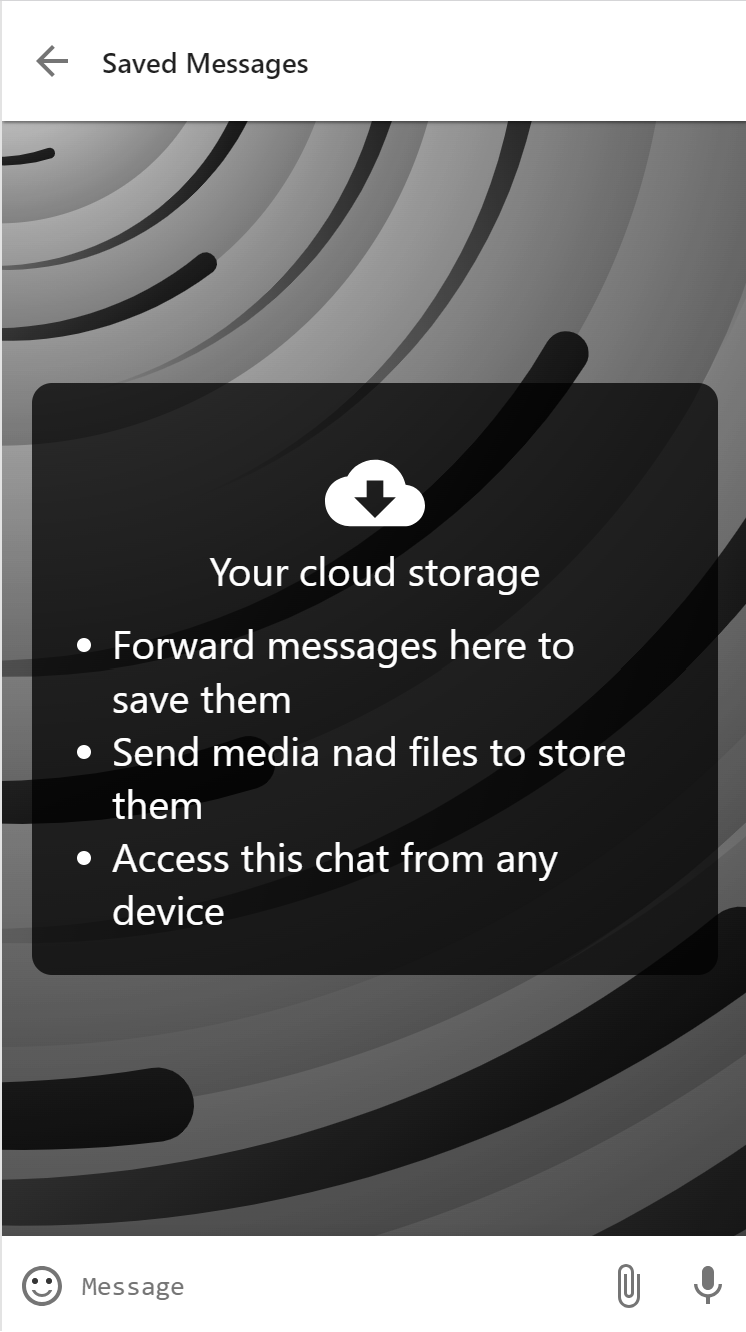 Saved Messages
Your cloud storage
Forward messages here to
save them
Send media nad files to store
them
Access this chat from any
device
Message